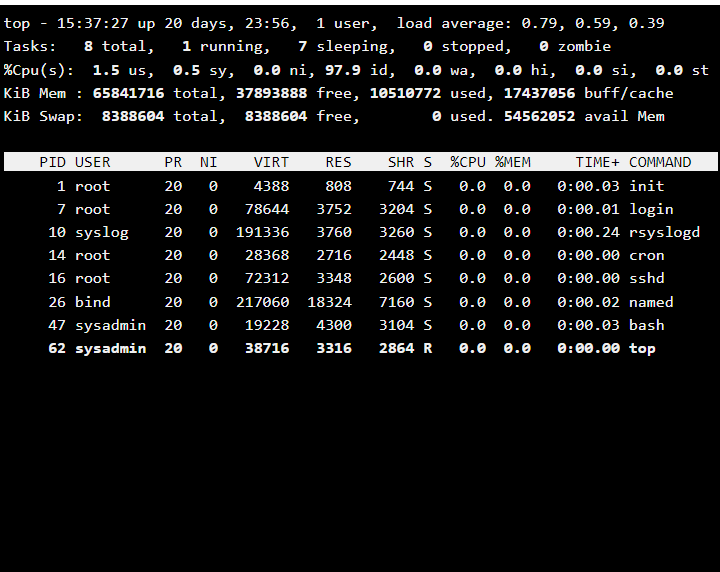 top - 15:37:27 up 20 days, 23:56,  1 user,  load average: 0.79, 0.59, 0.39
Tasks:   8 total,   1 running,   7 sleeping,   0 stopped,   0 zombie
%Cpu(s):  1.5 us,  0.5 sy,  0.0 ni, 97.9 id,  0.0 wa,  0.0 hi,  0.0 si,  0.0 st
KiB Mem : 65841716 total, 37893888 free, 10510772 used, 17437056 buff/cache
KiB Swap:  8388604 total,  8388604 free,        0 used. 54562052 avail Mem
PID USER      PR  NI    VIRT    RES    SHR S  %CPU %MEM     TIME+ COMMAND
1 root      20   0    4388    808    744 S   0.0  0.0   0:00.03 init
7 root      20   0   78644   3752   3204 S   0.0  0.0   0:00.01 login
10 syslog    20   0  191336   3760   3260 S   0.0  0.0   0:00.24 rsyslogd
14 root      20   0   28368   2716   2448 S   0.0  0.0   0:00.00 cron
16 root      20   0   72312   3348   2600 S   0.0  0.0   0:00.00 sshd
26 bind      20   0  217060  18324   7160 S   0.0  0.0   0:00.02 named
47 sysadmin  20   0   19228   4300   3104 S   0.0  0.0   0:00.03 bash
62 sysadmin  20   0   38716   3316   2864 R   0.0  0.0   0:00.00 top